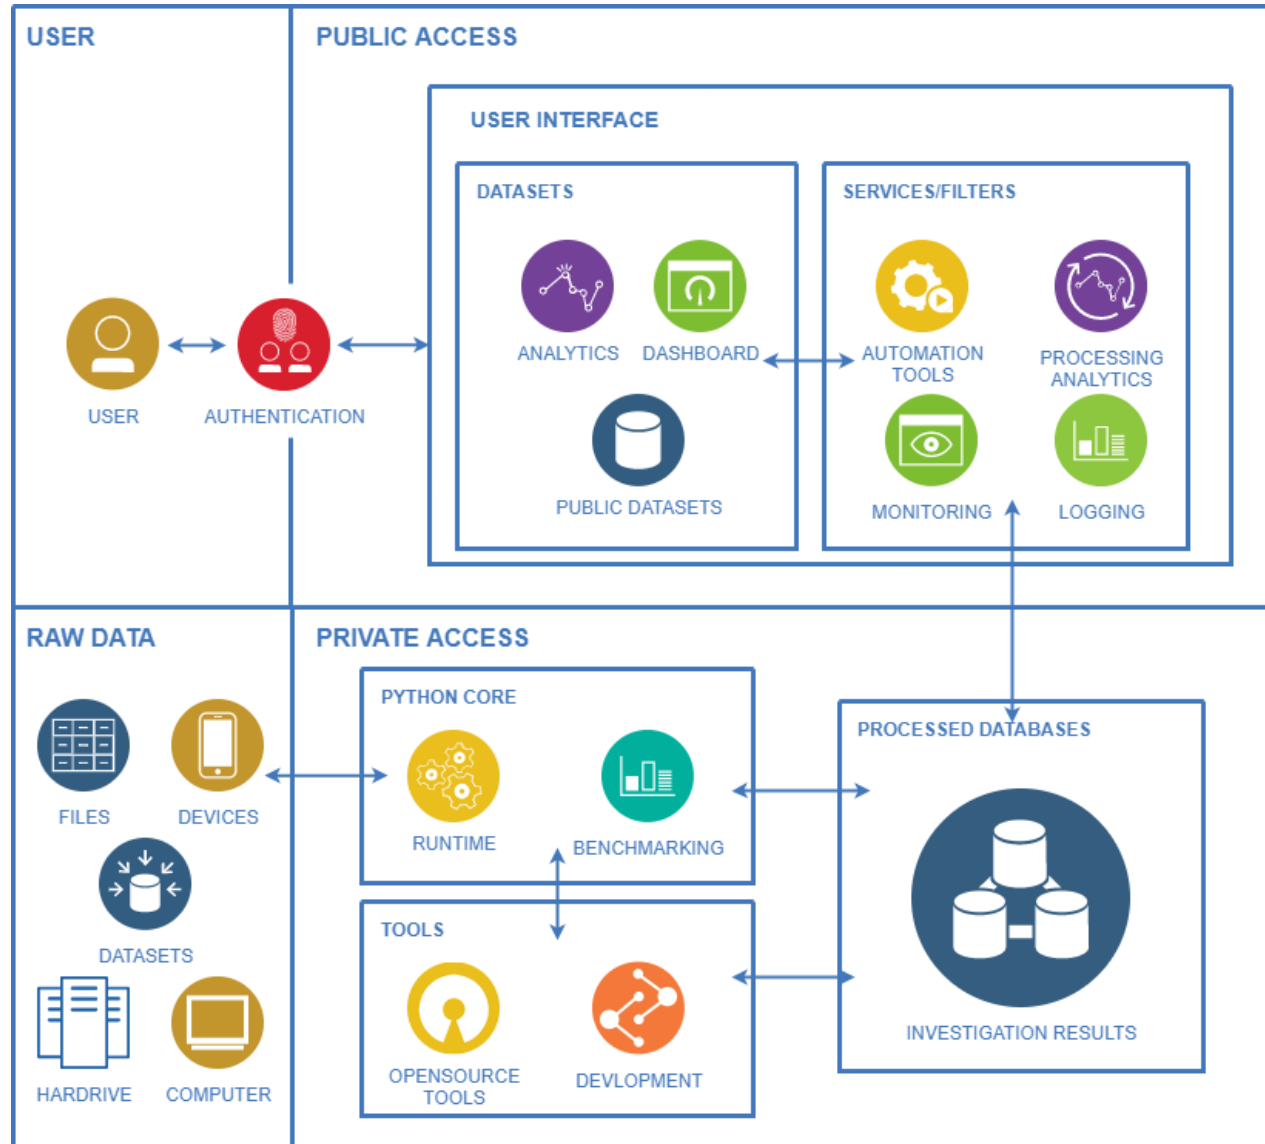 USER
PUBLIC ACCESS
USER INTERFACE
DATASETS
SERVICES/FILTERS
ANALYTICS
DASHBOARD
AUTOMATION
TOOLS
PROCESSING
ANALYTICS
USER
AUTHENTICATION
PUBLIC DATASETS
MONITORING
LOGGING
RAW DATA
PRIVATE ACCESS
PYTHON CORE
PROCESSED DATABASES
FILES
DEVICES
RUNTIME
BENCHMARKING
DATASETS
TOOLS
INVESTIGATION RESULTS
HARDRIVE
COMPUTER
OPENSOURCE
TOOLS
DEVLOPMENT